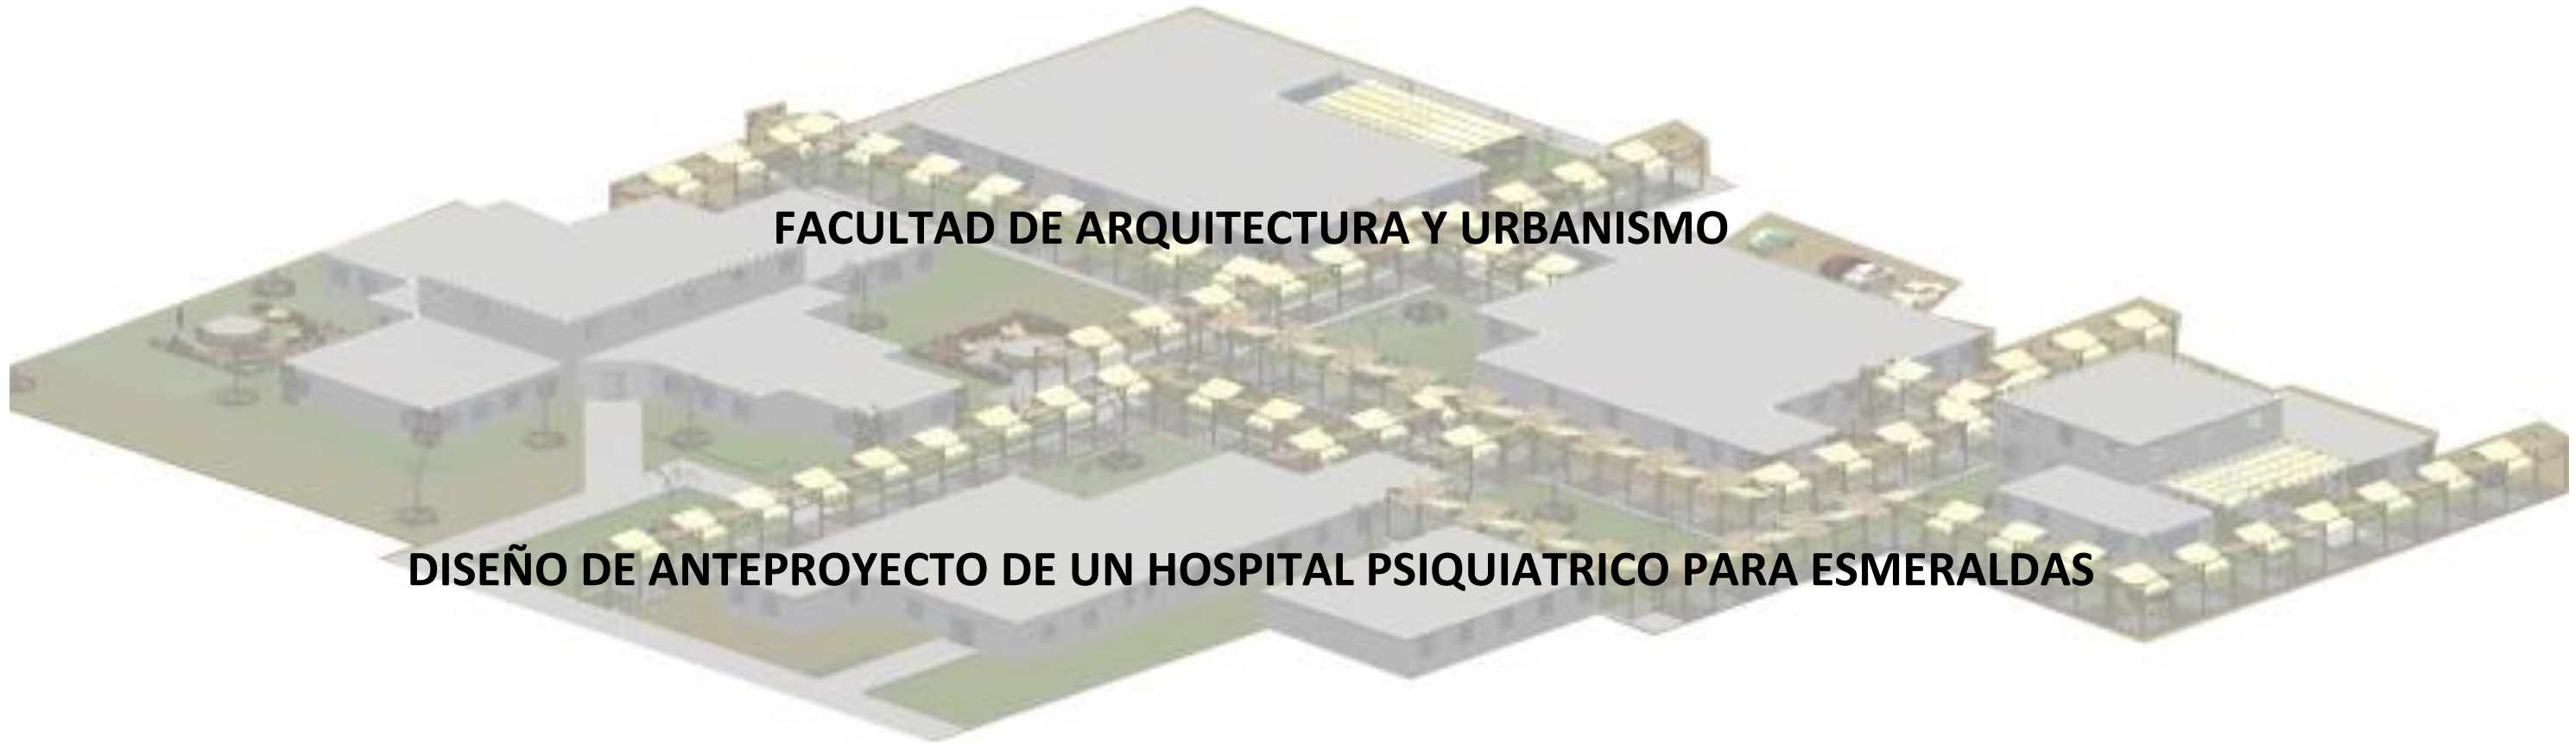 FACULTAD DE ARQUITECTURA Y URBANISMO
DISEÑO DE ANTEPROYECTO DE UN HOSPITAL PSIQUIATRICO PARA ESMERALDAS